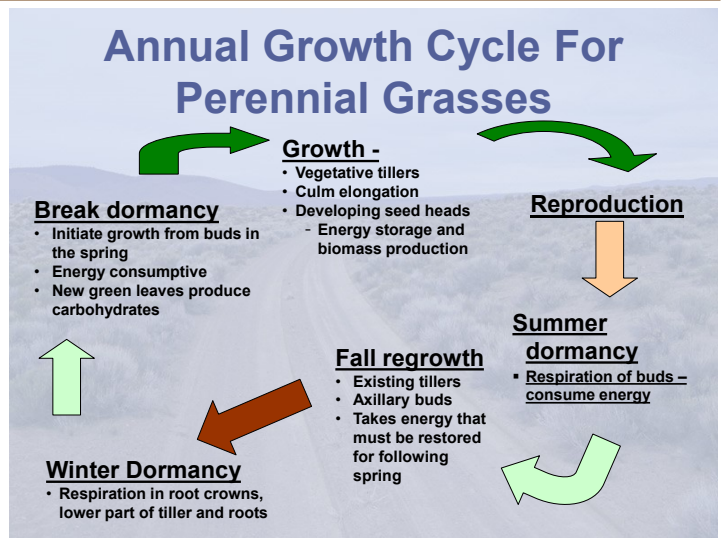 Annual Growth Cycle For
Perennial Grasses
Growth -
• Vegetative tillers
• Culm elongation
• Developing seed heads
- Energy storage and
biomass production
Reproduction
Summer
dormancy
▪ Respiration of buds –
consume energy
Fall regrowth
• Existing tillers
• Axillary buds
• Takes energy that
must be restored
for following
spring
Winter Dormancy
• Respiration in root crowns,
lower part of tiller and roots
Break dormancy
• Initiate growth from buds in
the spring
• Energy consumptive
• New green leaves produce
carbohydrates